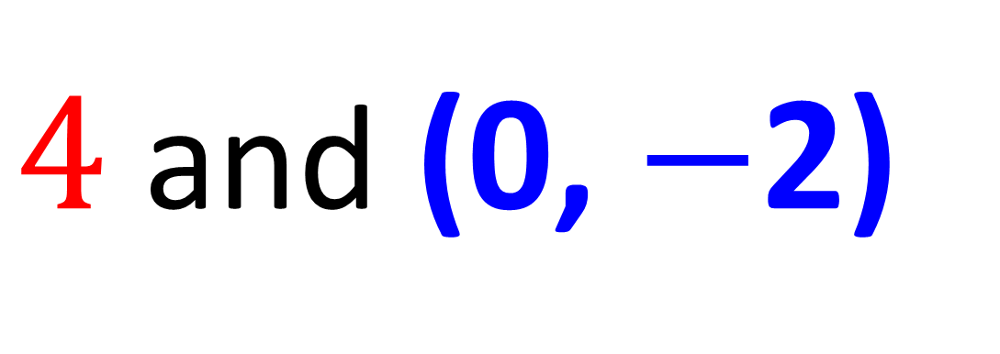 4 and (0, −2)